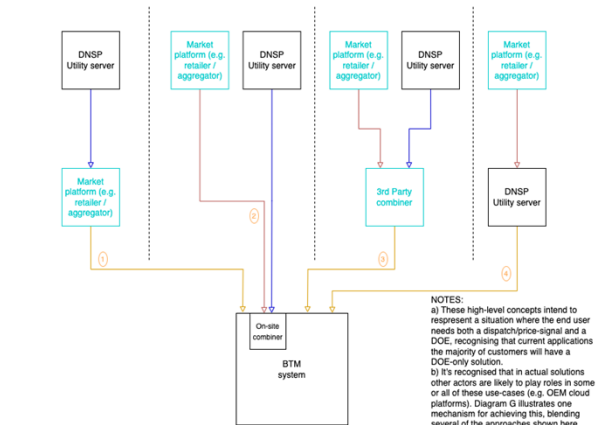 DNSP
Utility server
Market
platform (e.g.
retailer /
aggregator)
DNSP
Utility server
Market
platform (e.g.
retailer /
aggregator)
DNSP
Utility server
Market
platform (e.g.
retailer /
aggregator)
Market
platform (e.g.
retailer /
aggregator)
3rd Party
combiner
DNSP
Utility server
1
2
3
4
On-site
combiner
BTM
system
NOTES:
a) These high-level concepts intend to
respresent a situation where the end user
needs both a dispatch/price-signal and a
DOE, recognising that current applications
the majority of customers will have a
DOE-only solution.
b) It's recognised that in actual solutions
other actors are likely to play roles in some
or all of these use-cases (e.g. OEM cloud
platforms). Diagram G illustrates one
mechanism for achieving this, blending
several of the approaches shown here